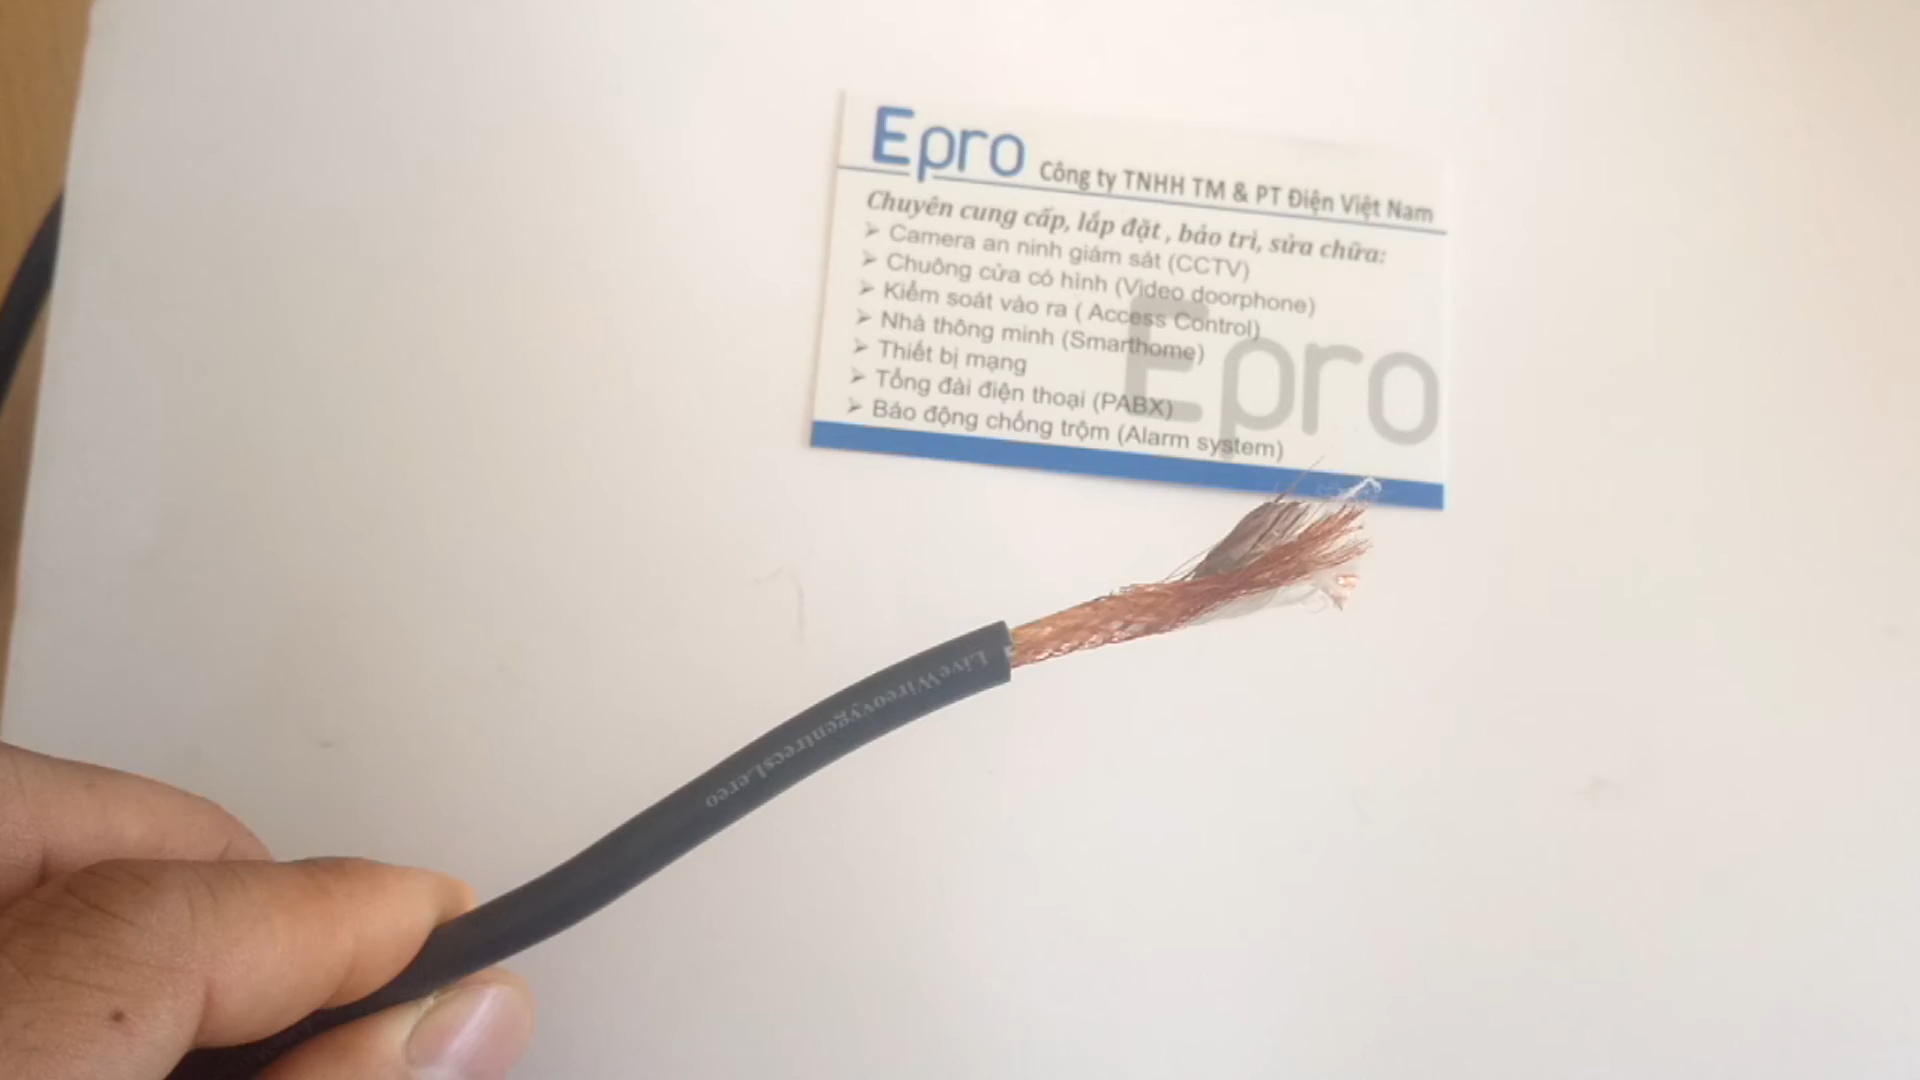 Epro Công ty TNHH TM & PT Điện Việt Nam
Chuyên cung cấp, lắp đặt , bảo trì, sửa chữa:
➢ Camera an ninh giám sát (CCTV)
➢ Chuông cửa có hình (Video doorphone)
➢ Kiểm soát vào ra ( Access Control)
➢ Nhà thông minh (Smarthome)
➢ Thiết bị mạng
➢ Tổng đài điện thoại (PABX)
➢ Báo động chống trộm (Alarm system)
Epro